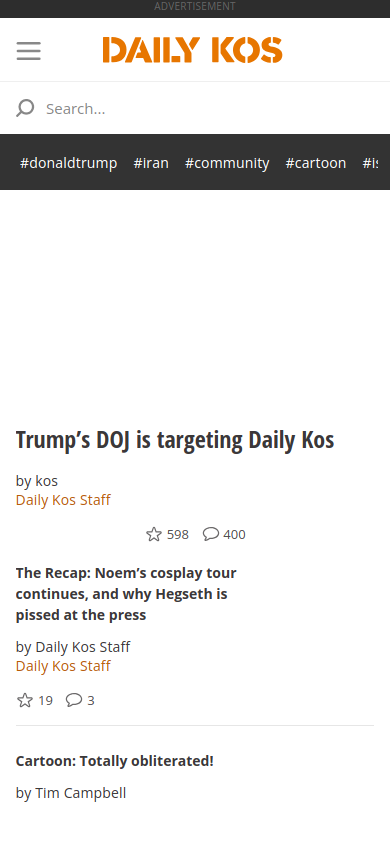 ADVERTISEMENT
DAILY KOS
Search...
#donaldtrump #iran #community #cartoon #is
Trump’s DOJ is targeting Daily Kos
by kos
Daily Kos Staff
598 400
The Recap: Noem’s cosplay tour
continues, and why Hegseth is
pissed at the press
by Daily Kos Staff
Daily Kos Staff
19 3
Cartoon: Totally obliterated!
by Tim Campbell